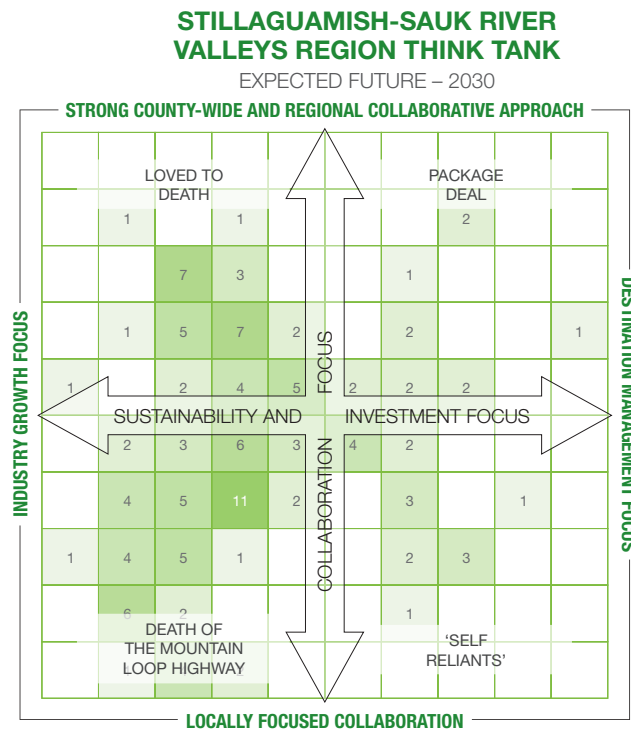 STILLAGUAMISH-SAUK RIVER
VALLEYS REGION THINK TANK
EXPECTED FUTURE – 2030
STRONG COUNTY-WIDE AND REGIONAL COLLABORATIVE APPROACH
LOVED TO
DEATH
PACKAGE
DEAL
1 1 2
7 3 1
1 5 7 2 2 1
1 2 4 5 2 2 2
INDUSTRY GROWTH FOCUS
SUSTAINABILITY AND INVESTMENT FOCUS
COLLABORATION FOCUS
DESTINATION MANAGEMENT FOCUS
2 3 6 3 4 2
4 5 11 2 3 1
1 4 5 1 2 3
6 2 1
DEATH OF
THE MOUNTAIN
LOOP HIGHWAY
'SELF
RELIANTS'
LOCALLY FOCUSED COLLABORATION